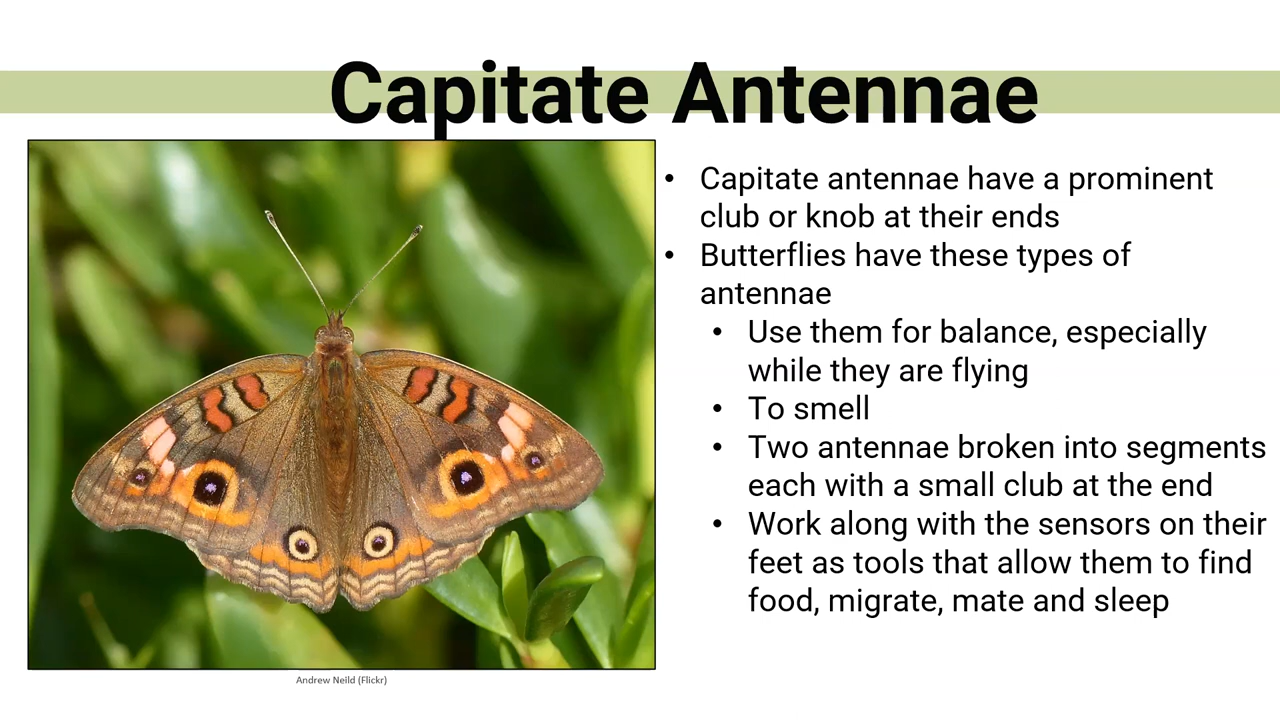 Capitate Antennae
• Capitate antennae have a prominent
club or knob at their ends
• Butterflies have these types of
antennae
• Use them for balance, especially
while they are flying
• To smell
• Two antennae broken into segments
each with a small club at the end
• Work along with the sensors on their
feet as tools that allow them to find
food, migrate, mate and sleep
Andrew Neild (Flickr)